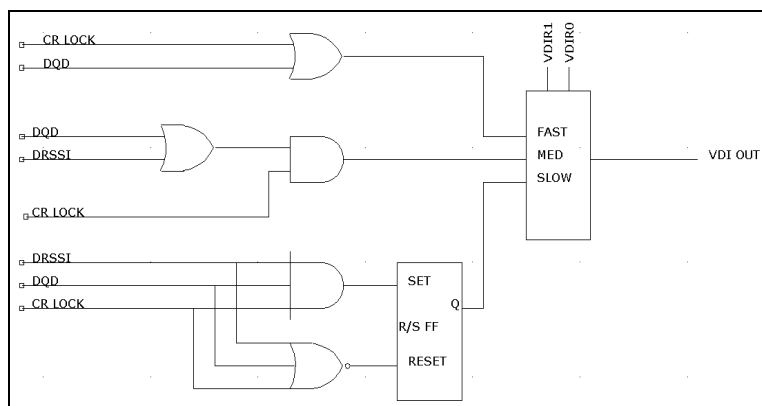 CR LOCK
DQD
VDIR1
VDIR0
DQD
DRSSI
CR LOCK
FAST
MED
SLOW
VDI OUT
DRSSI
DQD
CR LOCK
SET
Q
R/S FF
RESET